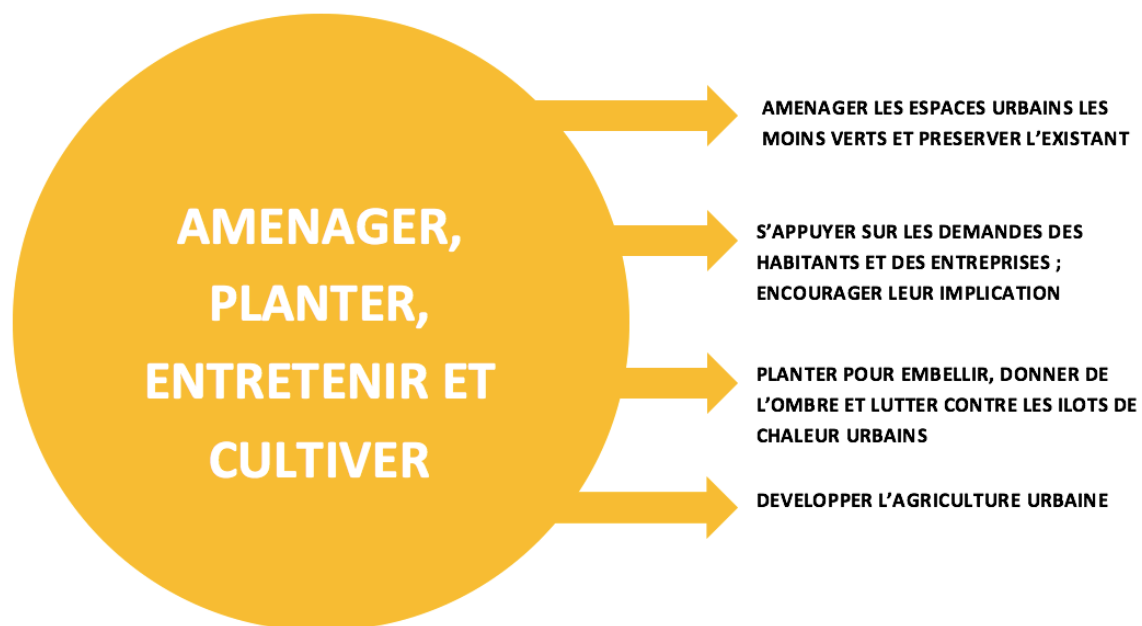 AMENAGER,
PLANTER,
ENTRETENIR ET
CULTIVER
AMENAGER LES ESPACES URBAINS LES
MOINS VERTS ET PRESERVER L’EXISTANT
S’APPUYER SUR LES DEMANDES DES
HABITANTS ET DES ENTREPRISES ;
ENCOURAGER LEUR IMPLICATION
PLANTER POUR EMBELLIR, DONNER DE
L’OMBRE ET LUTTER CONTRE LES ILOTS DE
CHALEUR URBAINS
DEVELOPPER L’AGRICULTURE URBAINE